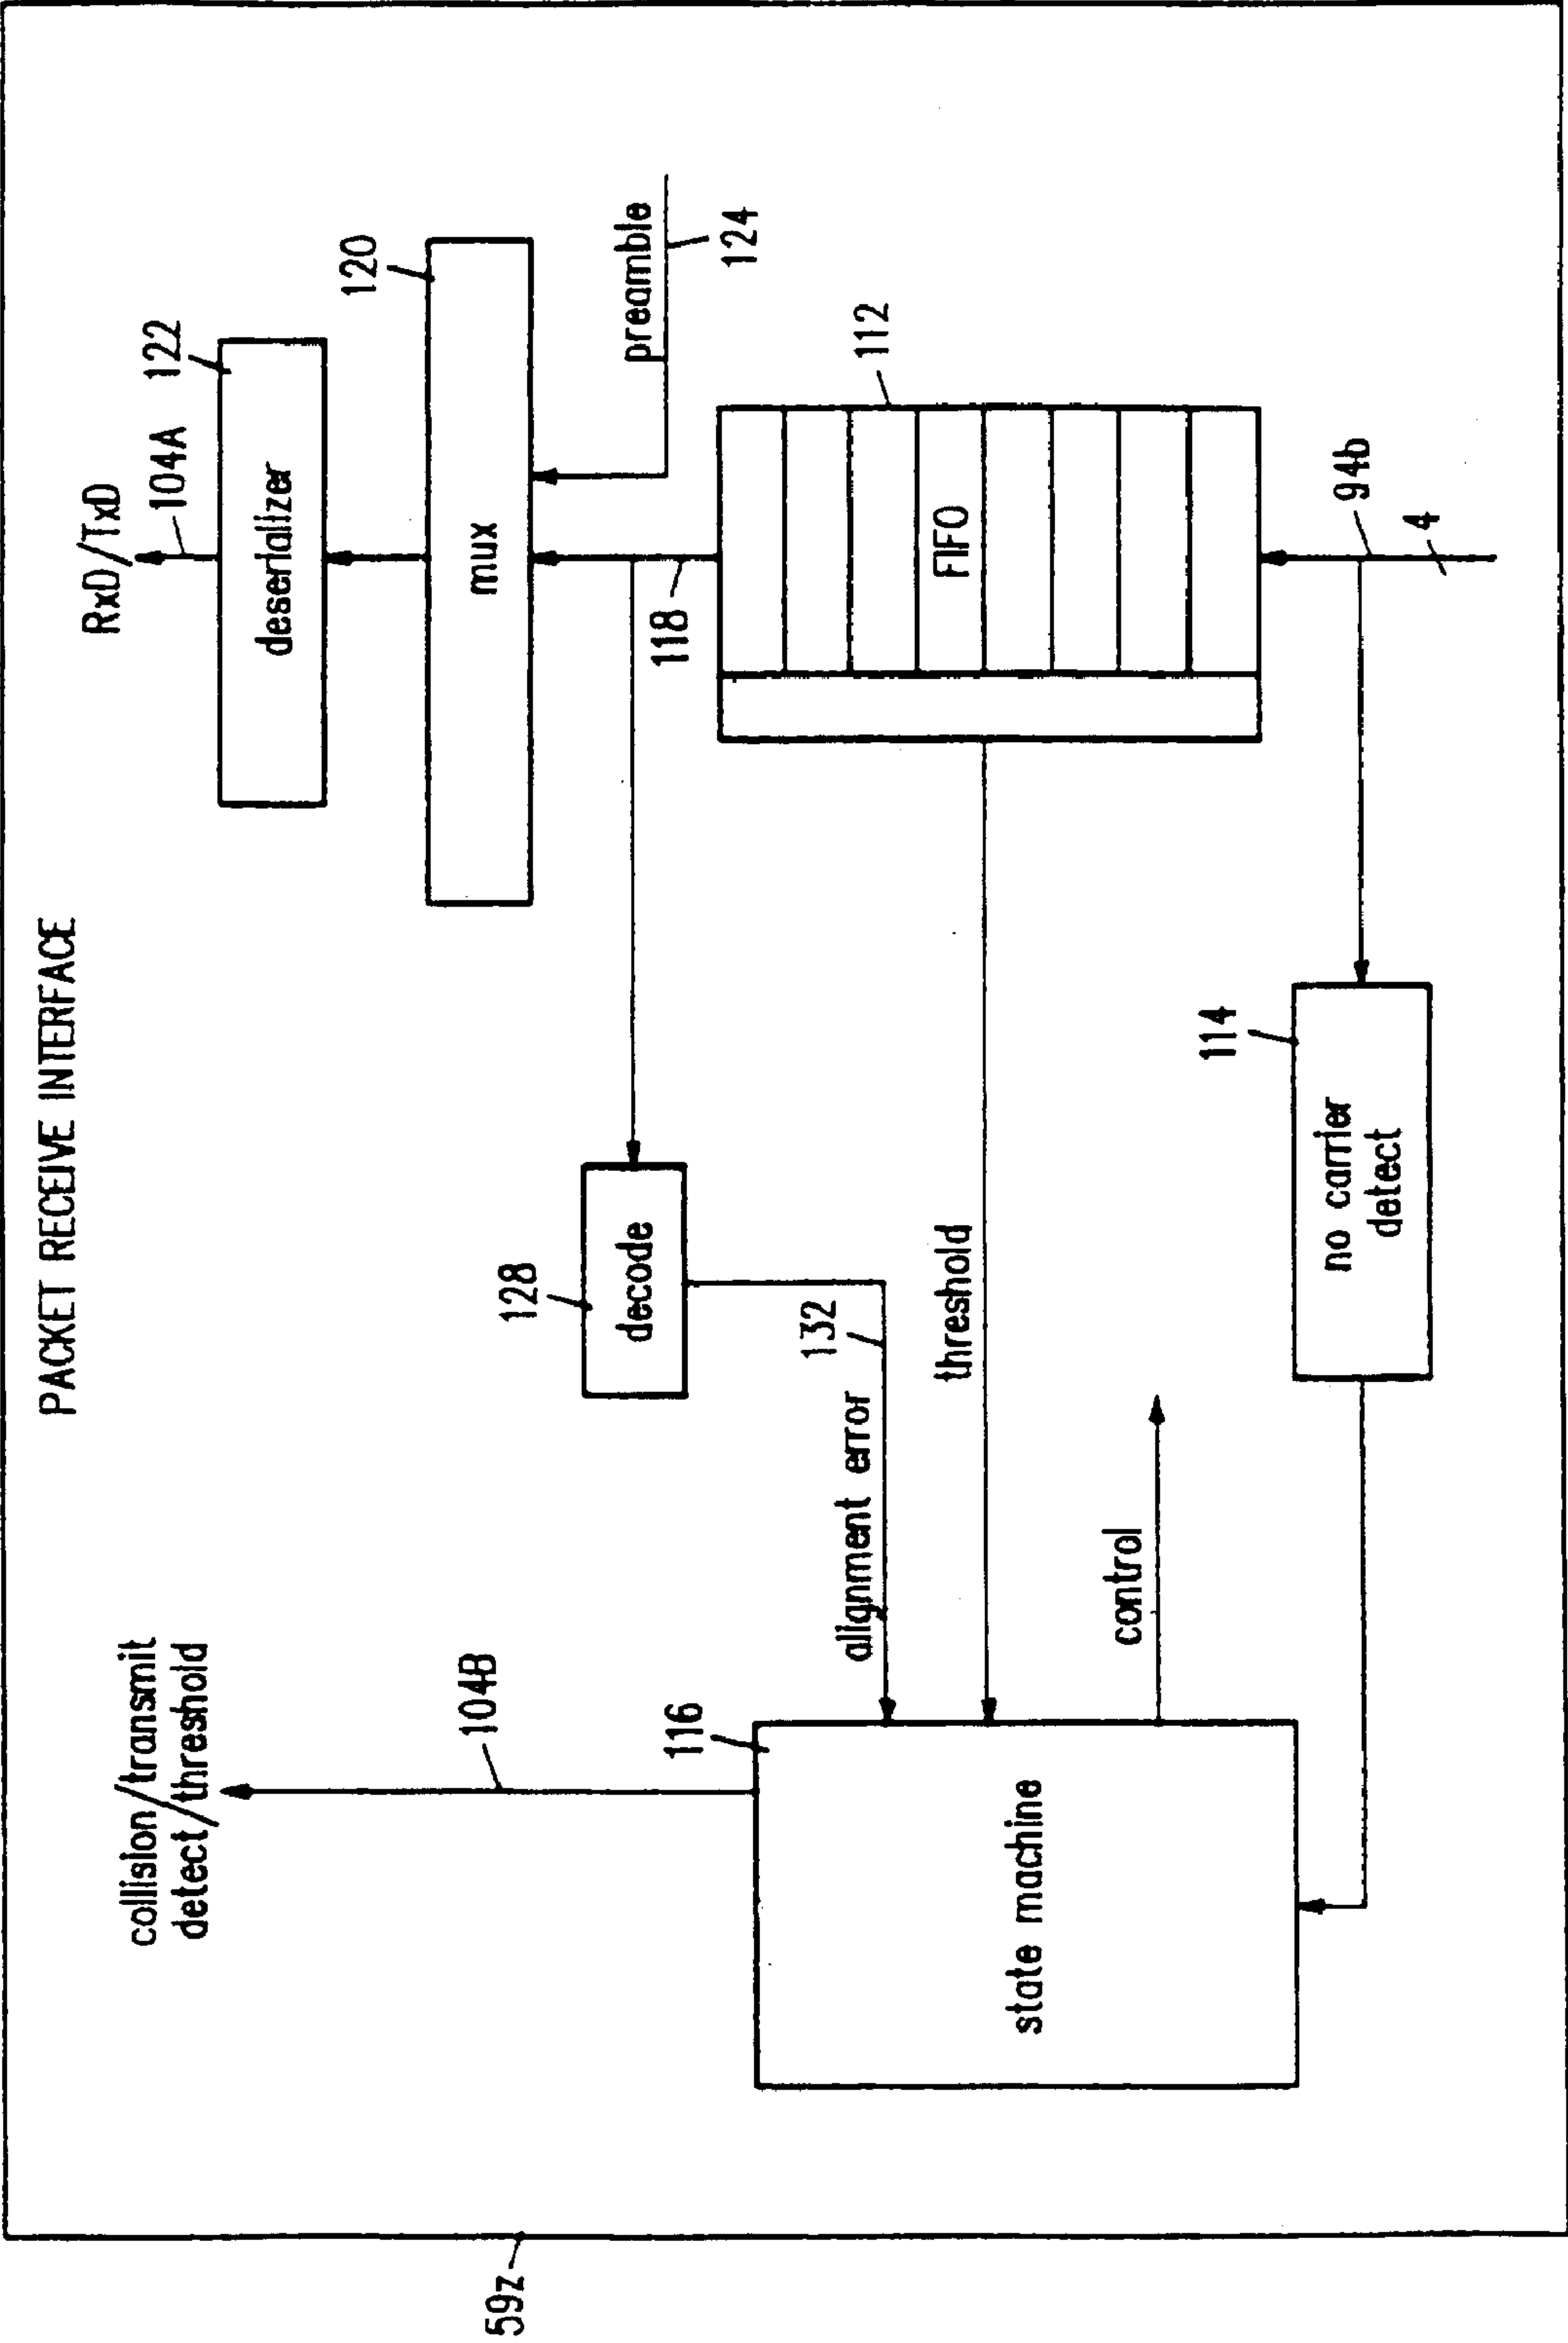 PACKET RECEIVE INTERFACE
collision/transmit
detect/threshold
RxD/TxD
104A
122
deserializer
120
mux
104B
preamble
124
118
128
decode
132
alignment error
112
FIFO
threshold
116
state machine
control
114
no carrier
detect
94b
4
59z